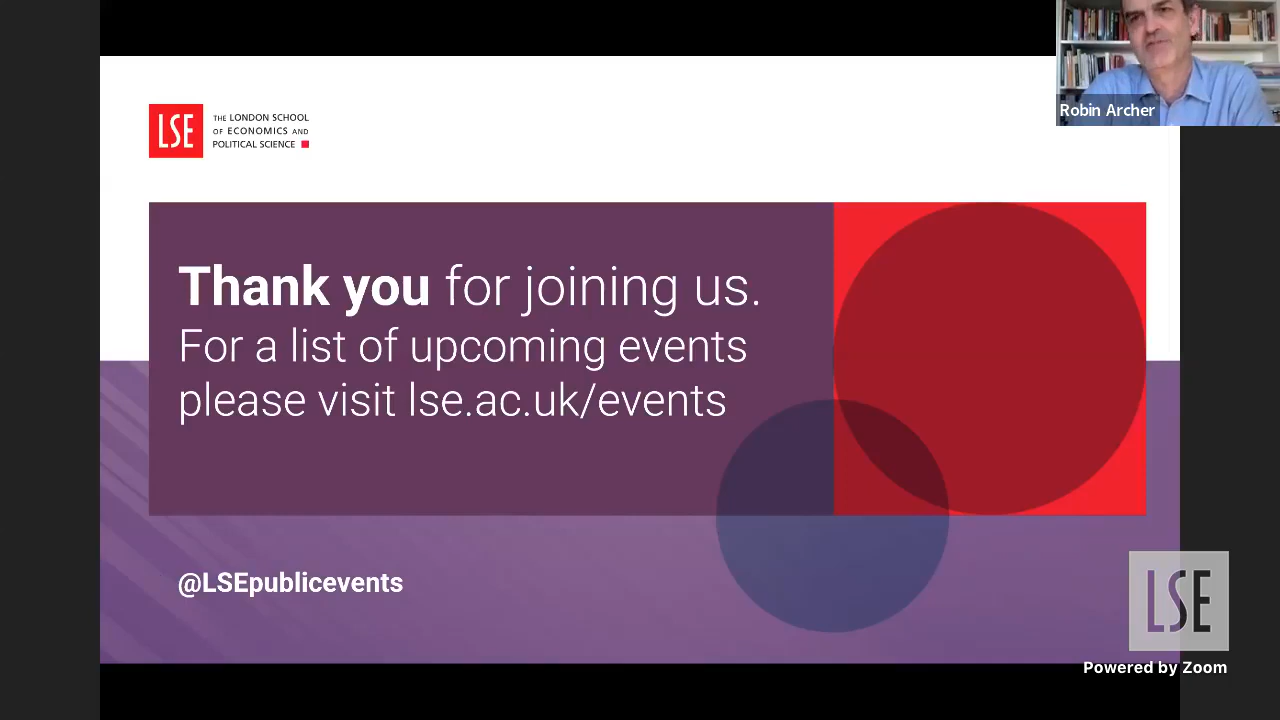 Robin Archer
LSE
THE LONDON SCHOOL
OF ECONOMICS AND
POLITICAL SCIENCE
Thank you for joining us.
For a list of upcoming events
please visit lse.ac.uk/events
@LSEpublicevents
LSE
Powered by Zoom